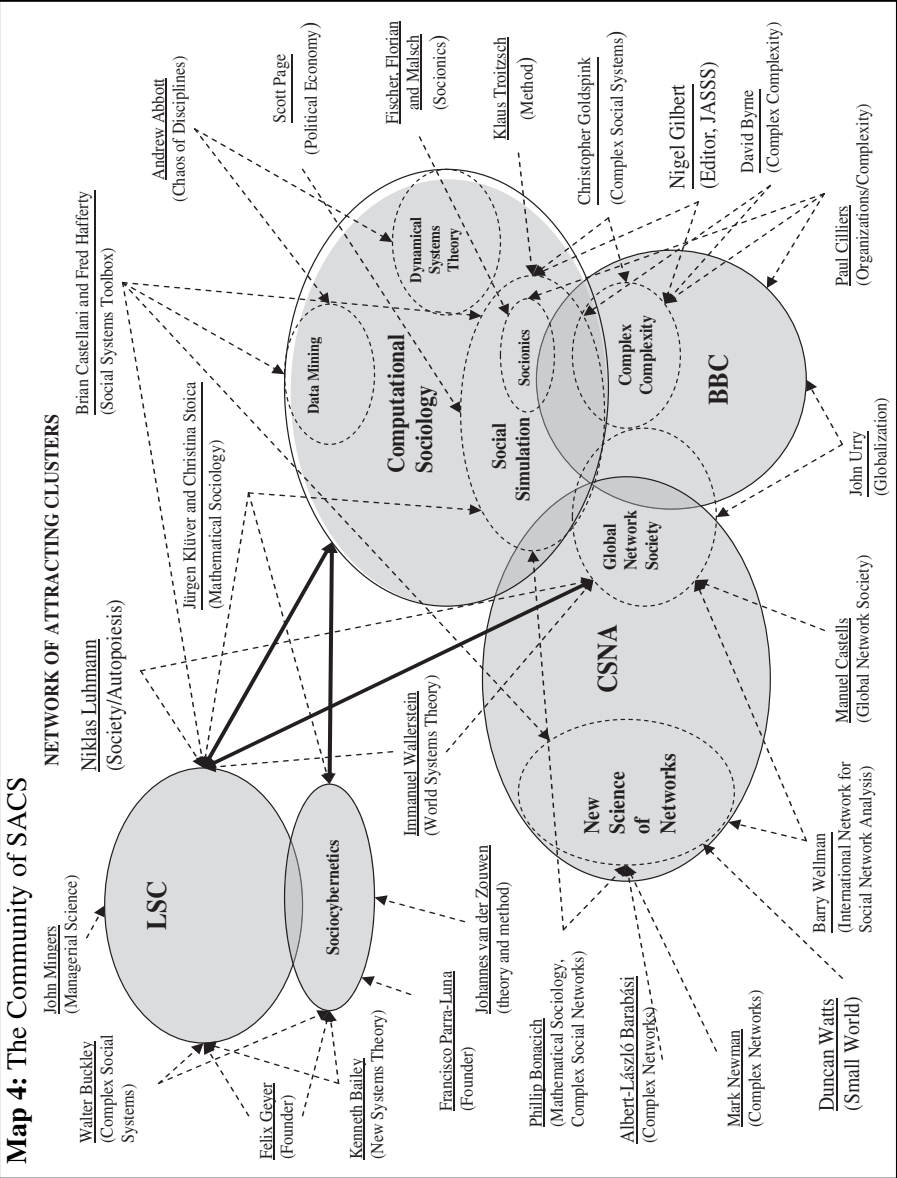 Map 4: The Community of SACS
NETWORK OF ATTRACTING CLUSTERS
John Mingers
(Managerial Science)
Walter Buckley
(Complex Social
Systems)
Felix Geyer
(Founder)
Kenneth Bailey
(New Systems Theory)
Francisco Parra-Luna
(Founder)
Johannes van der Zouwen
(theory and method)
LSC
Sociocybernetics
Niklas Luhmann
(Society/Autopoiesis)
Jürgen Klüver and Christina Stoica
(Mathematical Sociology)
Brian Castellani and Fred Hafferty
(Social Systems Toolbox)
Andrew Abbott
(Chaos of Disciplines)
Scott Page
(Political Economy)
Fischer, Florian
and Malsch
(Socionics)
Klaus Troitzsch
(Method)
Christopher Goldspink
(Complex Social Systems)
Nigel Gilbert
(Editor, JASSS)
David Byrne
(Complex Complexity)
Paul Cilliers
(Organizations/Complexity)
Data Mining
Dynamical
Systems
Theory
Computational
Sociology
Social
Simulation
Socionics
Complex
Complexity
BBC
Global
Network
Society
CSNA
New
Science
of
Networks
Immanuel Wallerstein
(World Systems Theory)
Phillip Bonacich
(Mathematical Sociology,
Complex Social Networks)
Albert-László Barabási
(Complex Networks)
Mark Newman
(Complex Networks)
Duncan Watts
(Small World)
Barry Wellman
(International Network for
Social Network Analysis)
Manuel Castells
(Global Network Society)
John Urry
(Globalization)